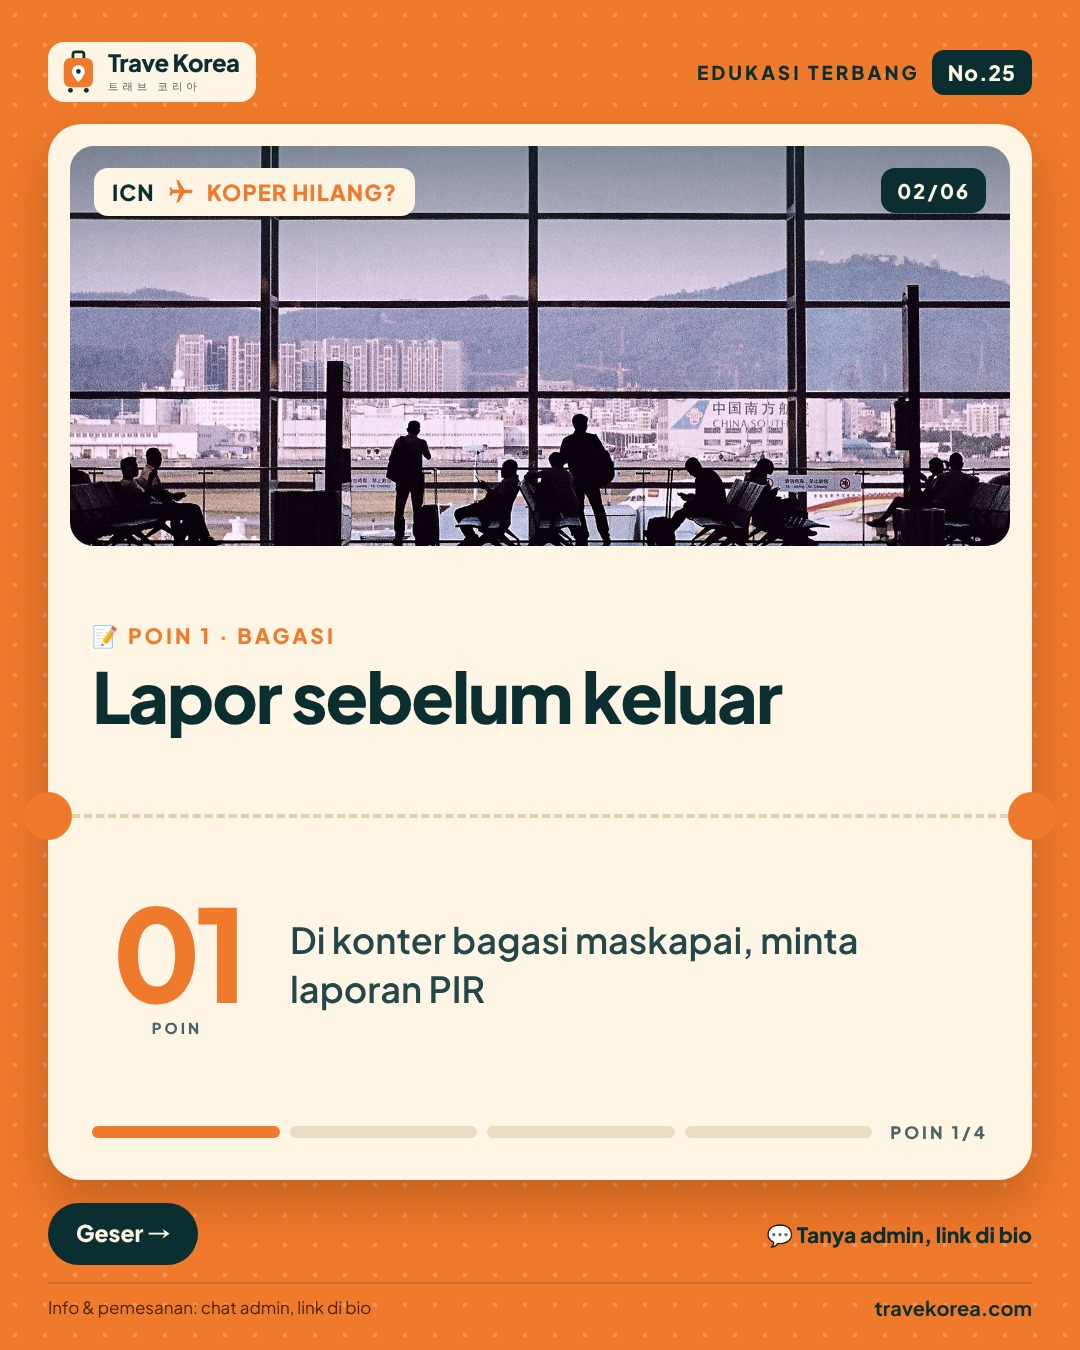 Trave Korea
트래브 코리아
EDUKASI TERBANG
No.25
ICN ✈ KOPER HILANG?
02/06
中国南方航
CHINA SOUTH
📝 POIN 1 · BAGASI
Lapor sebelum keluar
01
POIN
Di konter bagasi maskapai, minta
laporan PIR
POIN 1/4
Geser →
💬 Tanya admin, link di bio
Info & pemesanan: chat admin, link di bio
travekorea.com